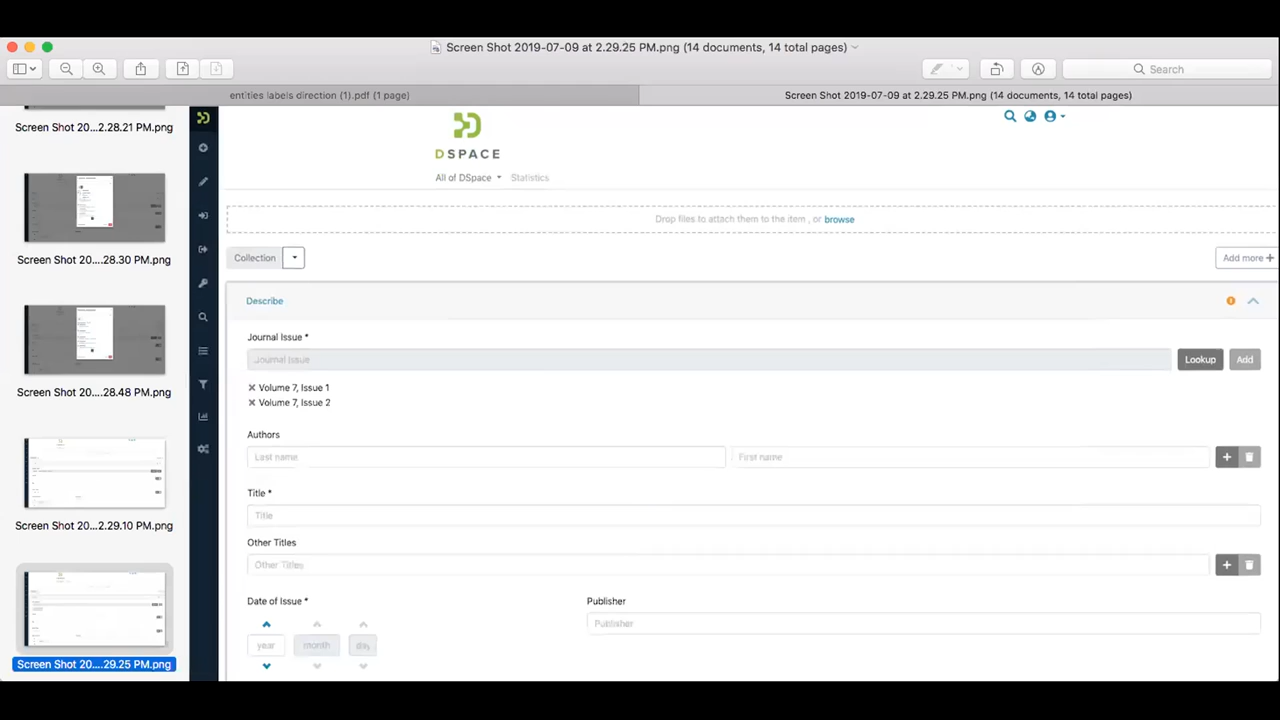 Screen Shot 2019-07-09 at 2.29.25 PM.png (14 documents, 14 total pages)
Search
entities labels direction (1).pdf (1 page)
Screen Shot 2019-07-09 at 2.29.25 PM.png (14 documents, 14 total pages)
Screen Shot 20...2.28.21 PM.png
Screen Shot 20....28.30 PM.png
Screen Shot 20....28.48 PM.png
Screen Shot 20...2.29.10 PM.png
Screen Shot 20....29.25 PM.png
DSPACE
All of DSpace
Statistics
Drop files to attach them to the item , or browse
Collection
Add more +
Describe
Journal Issue *
Journal Issue
Lookup
Add
Volume 7, Issue 1
Volume 7, Issue 2
Authors
Last name
First name
Title *
Title
Other Titles
Other Titles
Date of Issue *
Publisher
year
month
day
Publisher